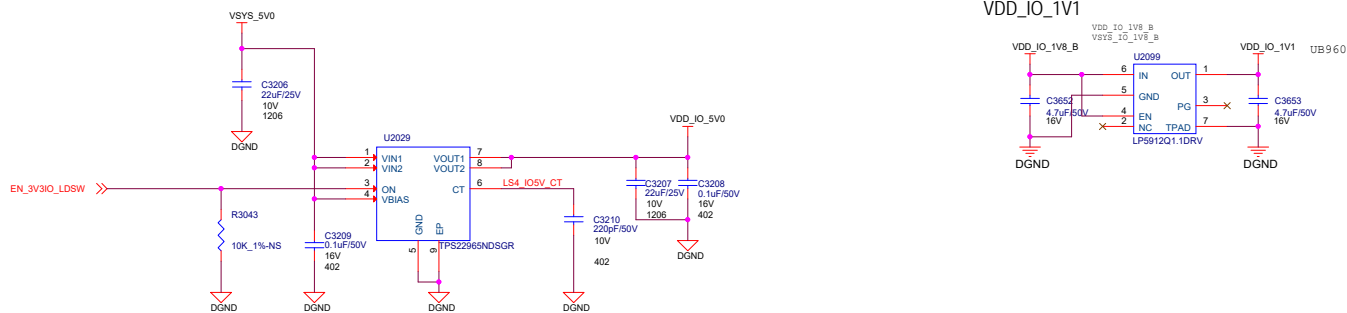 VSYS_5V0
C3206
22uF/25V
10V
1206
DGND
U2029
1
VIN1
VOUT1
7
2
VIN2
VOUT2
8
EN_3V3IO_LDSW
3
ON
CT
6
LS4_IO5V_CT
4
VBIAS
GND
EP
5
9
TPS22965NDSGR
R3043
10K_1%-NS
C3209
0.1uF/50V
16V
402
VDD_IO_5V0
C3207
22uF/25V
10V
1206
C3208
0.1uF/50V
16V
402
DGND
C3210
220pF/50V
10V
402
DGND
DGND
DGND
DGND
VDD_IO_1V1
VDD_IO_1V8_B
VSYS_IO_1V8_B
VDD_IO_1V8_B
VDD_IO_1V1
UB960
U2099
6
IN
OUT
1
5
GND
PG
3
4
EN
2
NC
TPAD
7
LP5912Q1.1DRV
C3652
4.7uF/50V
16V
C3653
4.7uF/50V
16V
DGND
DGND